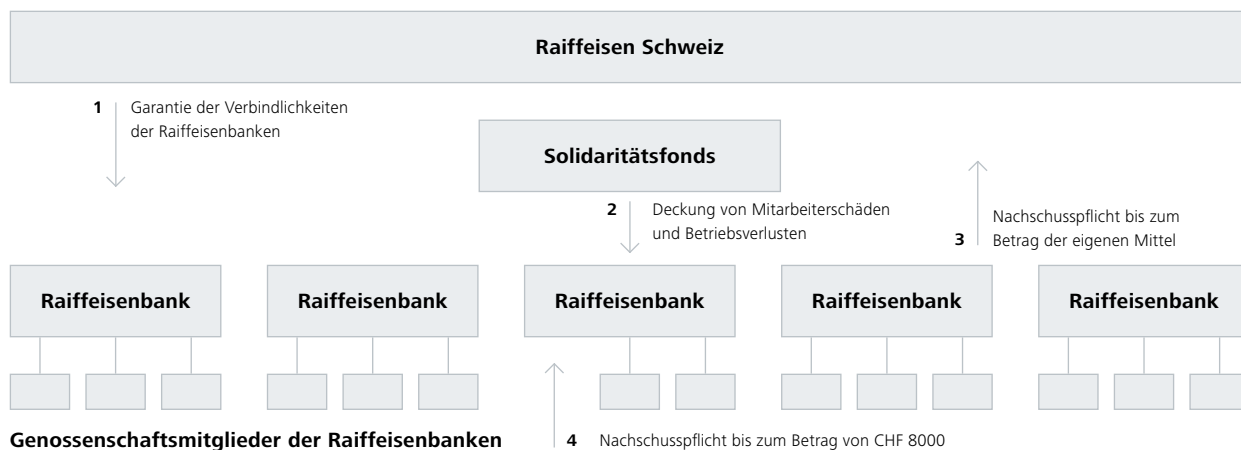 Raiffeisen Schweiz
1 Garantie der Verbindlichkeiten
der Raiffeisenbanken
Solidaritätsfonds
2 Deckung von Mitarbeiterschäden
und Betriebsverlusten
Nachschusspflicht bis zum
3 Betrag der eigenen Mittel
Raiffeisenbank
Raiffeisenbank
Raiffeisenbank
Raiffeisenbank
Raiffeisenbank
Genossenschaftsmitglieder der Raiffeisenbanken
4 Nachschusspflicht bis zum Betrag von CHF 8000